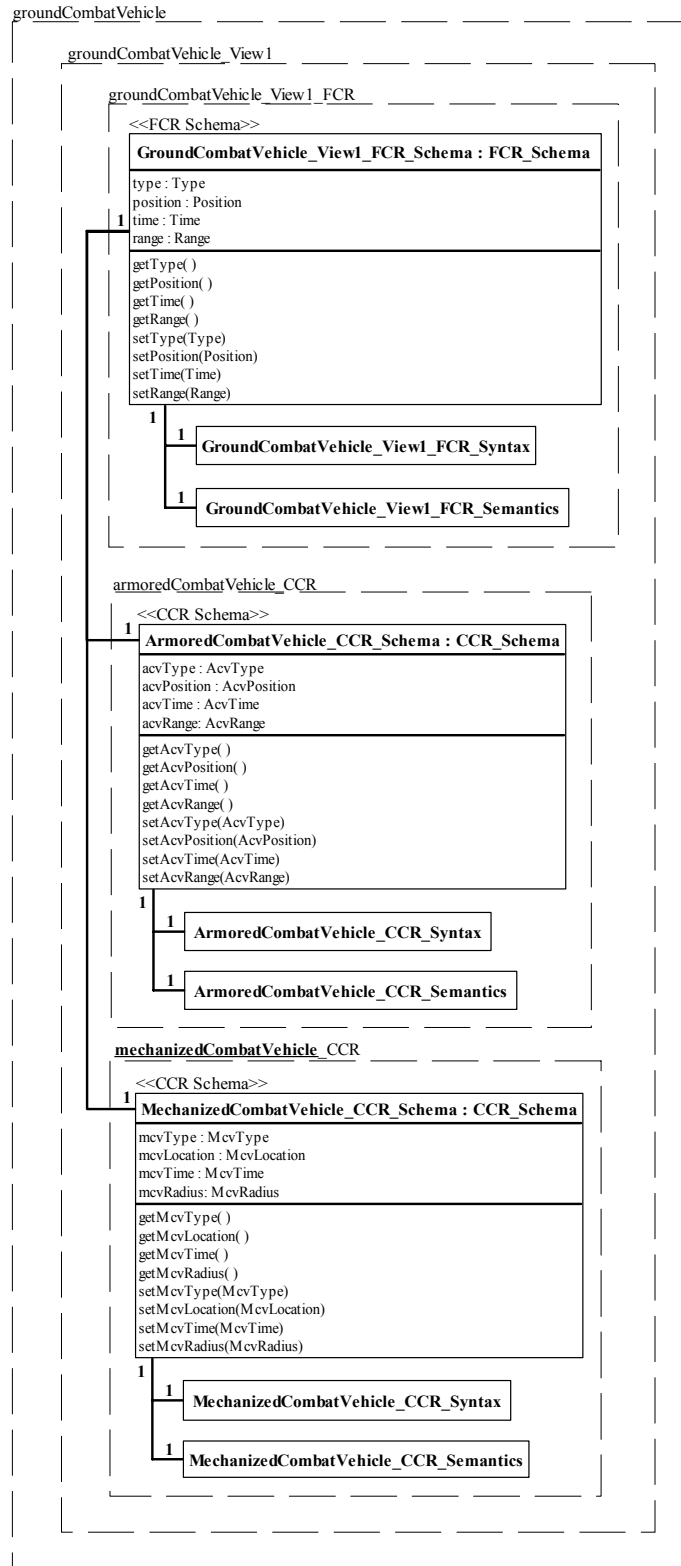 groundCombatVehicle
groundCombatVehicle_View1
groundCombatVehicle_View1_FCR
<<FCR Schema>>
GroundCombatVehicle_View1_FCR_Schema : FCR_Schema
type : Type
position : Position
1 time : Time
range : Range
getType( )
getPosition( )
getTime( )
getRange( )
setType(Type)
setPosition(Position)
setTime(Time)
setRange(Range)
1
1 GroundCombatVehicle_View1_FCR_Syntax
1 GroundCombatVehicle_View1_FCR_Semantics
armoredCombatVehicle_CCR
<<CCR Schema>>
1 ArmoredCombatVehicle_CCR_Schema : CCR_Schema
acvType : AcvType
acvPosition : AcvPosition
acvTime : AcvTime
acvRange: AcvRange
getAcvType( )
getAcvPosition( )
getAcvTime( )
getAcvRange( )
setAcvType(AcvType)
setAcvPosition(AcvPosition)
setAcvTime(AcvTime)
setAcvRange(AcvRange)
1
1 ArmoredCombatVehicle_CCR_Syntax
1 ArmoredCombatVehicle_CCR_Semantics
mechanizedCombatVehicle_CCR
<<CCR Schema>>
1 MechanizedCombatVehicle_CCR_Schema : CCR_Schema
mcvType : McvType
mcvLocation : McvLocation
mcvTime : McvTime
mcvRadius: McvRadius
getMcvType( )
getMcvLocation( )
getMcvTime( )
getMcvRadius( )
setMcvType(McvType)
setMcvLocation(McvLocation)
setMcvTime(McvTime)
setMcvRadius(McvRadius)
1
1 MechanizedCombatVehicle_CCR_Syntax
1 MechanizedCombatVehicle_CCR_Semantics